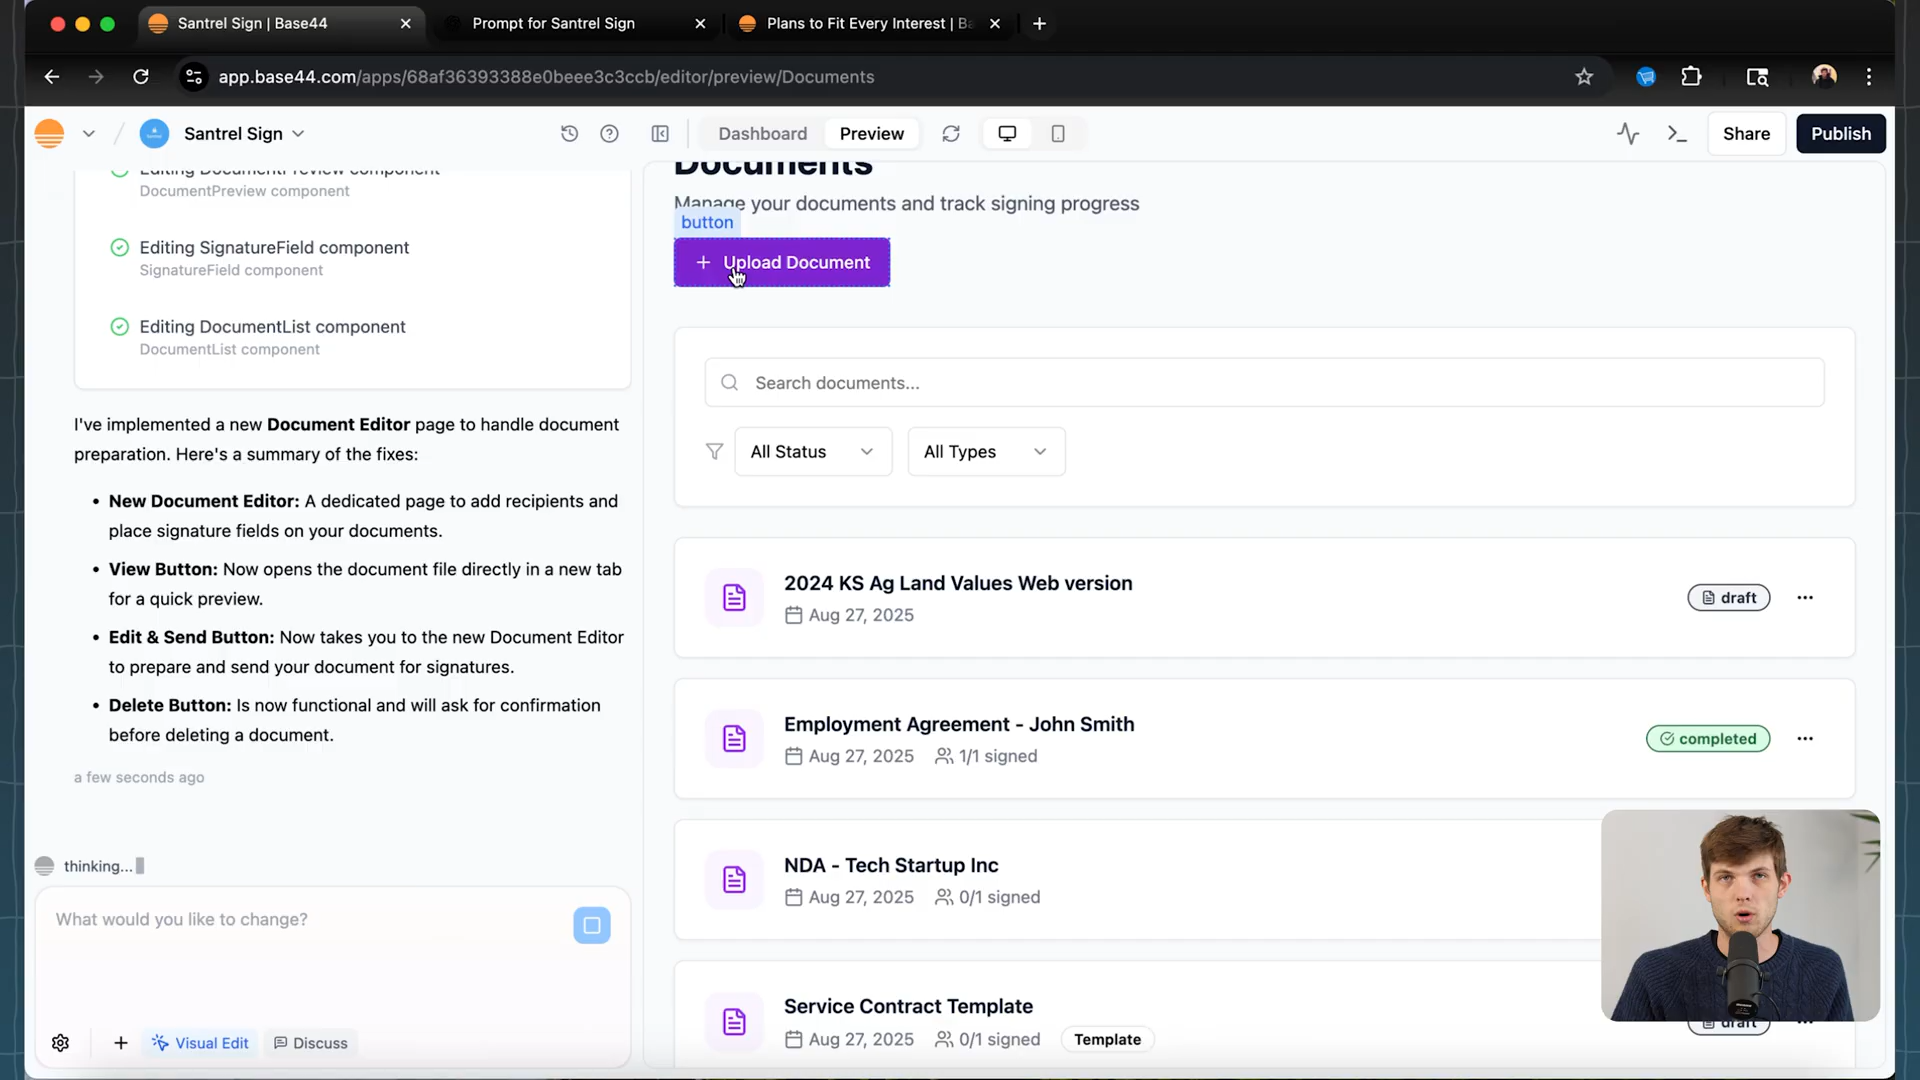 Santrel Sign | Base44
Prompt for Santrel Sign
Plans to Fit Every Interest | Ba
app.base44.com/apps/68af36393388e0beee3c3ccb/editor/preview/Documents
Santrel Sign
Dashboard
Preview
Share
Publish
Editing DocumentPreview component
DocumentPreview component
Editing SignatureField component
SignatureField component
Editing DocumentList component
DocumentList component
I've implemented a new Document Editor page to handle document
preparation. Here's a summary of the fixes:
• New Document Editor: A dedicated page to add recipients and
place signature fields on your documents.
• View Button: Now opens the document file directly in a new tab
for a quick preview.
• Edit & Send Button: Now takes you to the new Document Editor
to prepare and send your document for signatures.
• Delete Button: Is now functional and will ask for confirmation
before deleting a document.
a few seconds ago
thinking...
What would you like to change?
Visual Edit
Discuss
Documents
Manage your documents and track signing progress
button
+ Upload Document
Search documents...
All Status
All Types
2024 KS Ag Land Values Web version
Aug 27, 2025
draft
Employment Agreement - John Smith
Aug 27, 2025
1/1 signed
completed
NDA - Tech Startup Inc
Aug 27, 2025
0/1 signed
Service Contract Template
Aug 27, 2025
0/1 signed
Template
draft